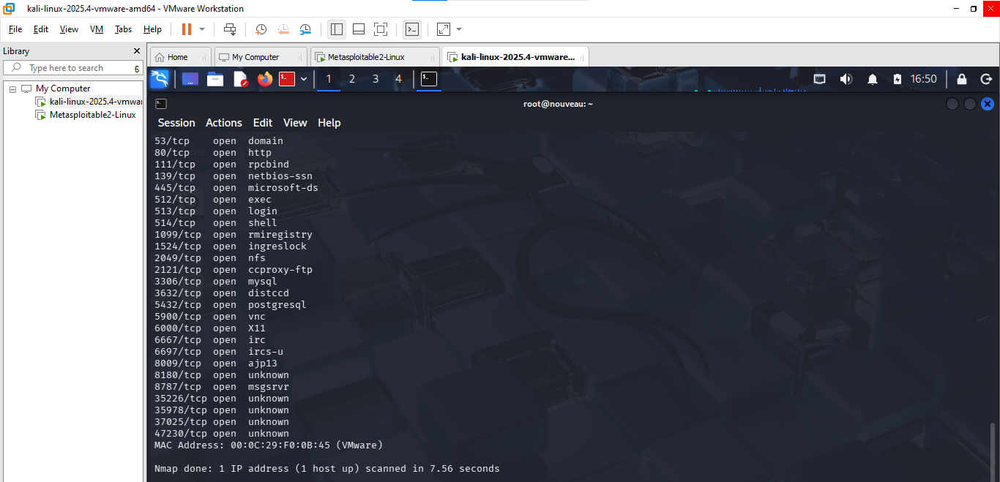 kali-linux-2025.4-vmware-amd64 - VMware Workstation
File Edit View VM Tabs Help
Library
Type here to search 6
My Computer
kali-linux-2025.4-vmwar
Metasploitable2-Linux
Home My Computer Metasploitable2-Linux kali-linux-2025.4-vmware...
1 2 3 4 16:50
root@nouveau: ~
Session Actions Edit View Help
53/tcp open domain
80/tcp open http
111/tcp open rpcbind
139/tcp open netbios-ssn
445/tcp open microsoft-ds
512/tcp open exec
513/tcp open login
514/tcp open shell
1099/tcp open rmiregistry
1524/tcp open ingreslock
2049/tcp open nfs
2121/tcp open ccproxy-ftp
3306/tcp open mysql
3632/tcp open distccd
5432/tcp open postgresql
5900/tcp open vnc
6000/tcp open X11
6667/tcp open irc
6697/tcp open ircs-u
8009/tcp open ajp13
8180/tcp open unknown
8787/tcp open msgsrvr
35226/tcp open unknown
35978/tcp open unknown
37025/tcp open unknown
47230/tcp open unknown
MAC Address: 00:0C:29:F0:0B:45 (VMware)
Nmap done: 1 IP address (1 host up) scanned in 7.56 seconds